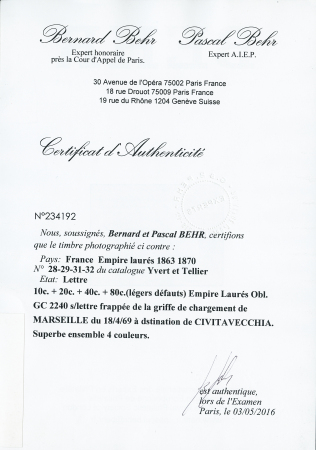 Bernard Behr
Expert honoraire
près la Cour d'Appel de Paris.
Pascal Behr
Expert A.I.E.P.
30 Avenue de l'Opéra 75002 Paris France
18 rue Drouot 75009 Paris France
19 rue du Rhône 1204 Genéve Suisse
Certificat d'Authenticité
N°234192
Nous, soussignés, Bernard et Pascal BEHR, certifions
que le timbre photographié ci contre :
Pays: France Empire laurés 1863 1870
N° 28-29-31-32 du catalogue Yvert et Tellier
Etat: Lettre
10c. + 20c. + 40c. + 80c.(légers défauts) Empire Laurés Obl.
GC 2240 s/lettre frappée de la griffe de chargement de
MARSEILLE du 18/4/69 à dstination de CIVITAVECCHIA.
Superbe ensemble 4 couleurs.
est authentique,
lors de l'Examen
Paris, le 03/05/2016